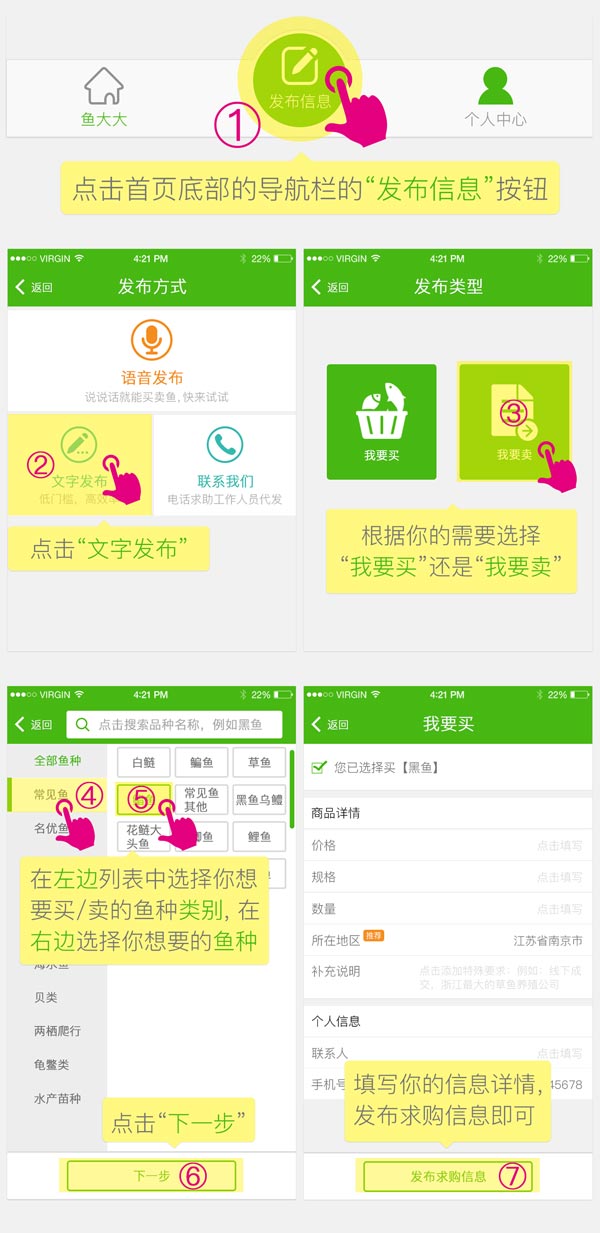 发布信息
鱼大大
①
个人中心
点击首页底部的导航栏的“发布信息”按钮
VIRGIN 4:21 PM 22%
返回 发布方式
语音发布
说说话就能买卖鱼,快来试试
②
文字发布
低门槛，高效率
联系我们
电话求助工作人员代发
点击“文字发布”
VIRGIN 4:21 PM 22%
返回 发布类型
我要买
③
我要卖
根据你的需要选择
“我要买”还是“我要卖”
VIRGIN 4:21 PM 22%
返回 点击搜索品种名称，例如黑鱼
全部鱼种
常见鱼 ④
名优鱼
白鲢 鳊鱼 草鱼
⑤ 常见鱼其他 黑鱼乌鳢
花鲢大头鱼 鲤鱼
在左边列表中选择你想
要买/卖的鱼种类别, 在
右边选择你想要的鱼种
海水鱼
贝类
两栖爬行
龟鳖类
水产苗种
点击“下一步”
下一步 ⑥
VIRGIN 4:21 PM 22%
返回 我要买
您已选择买【黑鱼】
商品详情
价格 点击填写
规格 点击填写
数量 点击填写
所在地区 推荐 江苏省南京市
补充说明 点击添加特殊要求：例如：线下成
交，浙江最大的草鱼养殖公司
个人信息
联系人 点击填写
手机号 45678
填写你的信息详情,
发布求购信息即可
发布求购信息 ⑦